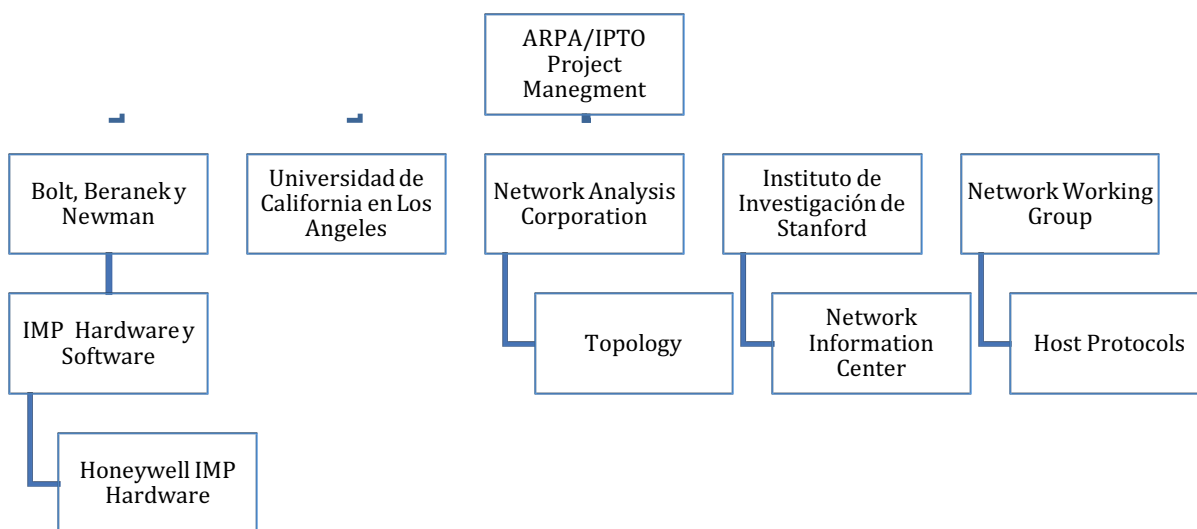 ARPA/IPTO
Project
Manegment
Bolt, Beranek y
Newman
Universidad de
California en Los
Angeles
Network Analysis
Corporation
Instituto de
Investigación de
Stanford
Network Working
Group
IMP Hardware y
Software
Topology
Network
Information
Center
Host Protocols
Honeywell IMP
Hardware